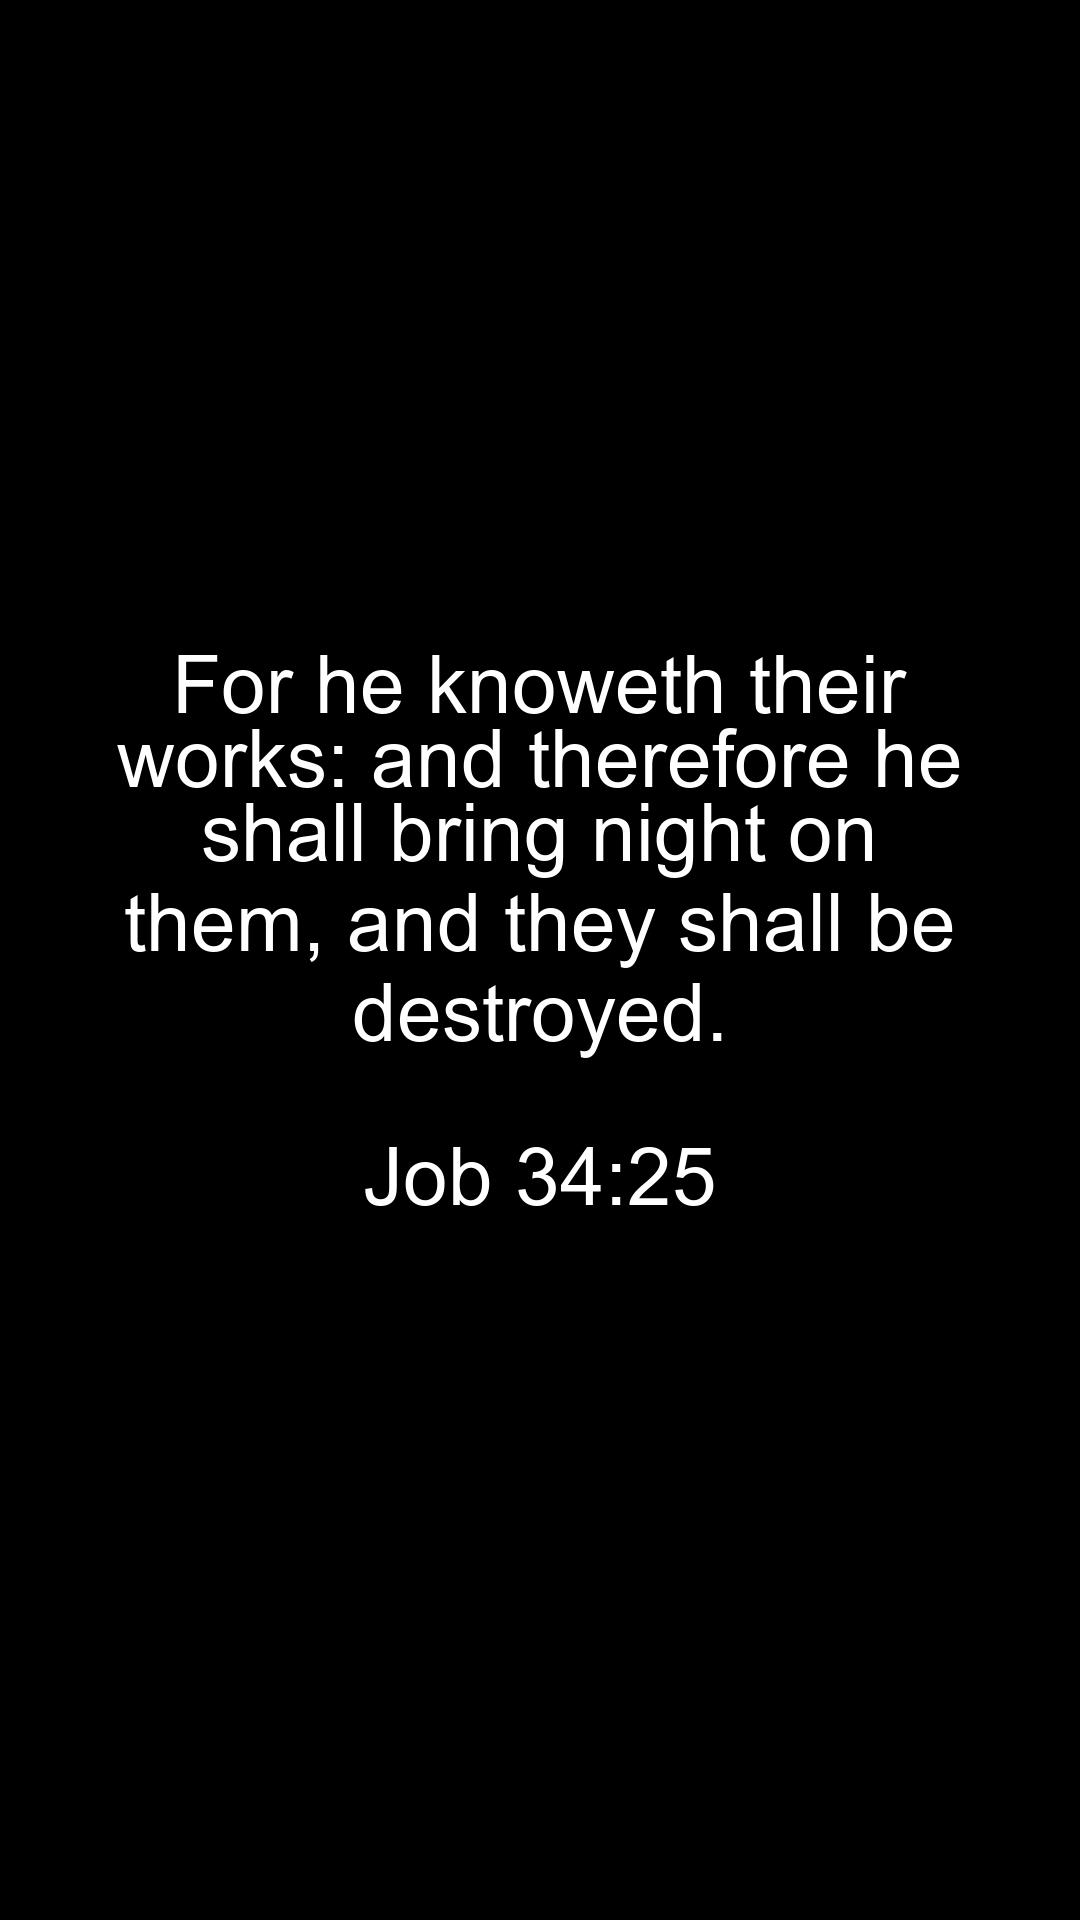 For he knoweth their
works: and therefore he
shall bring night on
them, and they shall be
destroyed.
Job 34:25